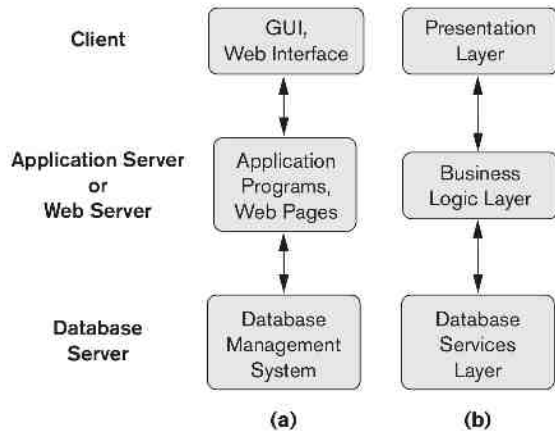 Client
GUI,
Web Interface
Presentation
Layer
Application Server
or
Web Server
Application
Programs,
Web Pages
Business
Logic Layer
Database
Server
Database
Management
System
Database
Services
Layer
(a)
(b)